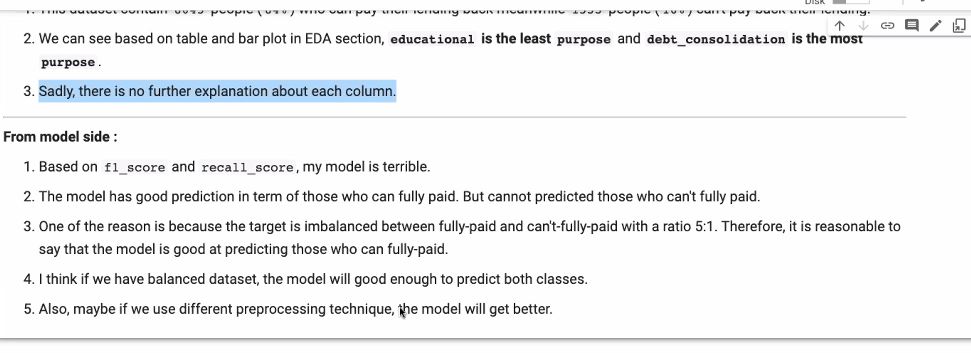 Disk
1. This dataset contain 8045 people (84%) who can pay their lending back meanwhile 1533 people (16%) can't pay back their lending.
2. We can see based on table and bar plot in EDA section, educational is the least purpose and debt_consolidation is the most
purpose.
3. Sadly, there is no further explanation about each column.
From model side :
1. Based on f1_score and recall_score, my model is terrible.
2. The model has good prediction in term of those who can fully paid. But cannot predicted those who can't fully paid.
3. One of the reason is because the target is imbalanced between fully-paid and can't-fully-paid with a ratio 5:1. Therefore, it is reasonable to
say that the model is good at predicting those who can fully-paid.
4. I think if we have balanced dataset, the model will good enough to predict both classes.
5. Also, maybe if we use different preprocessing technique, the model will get better.